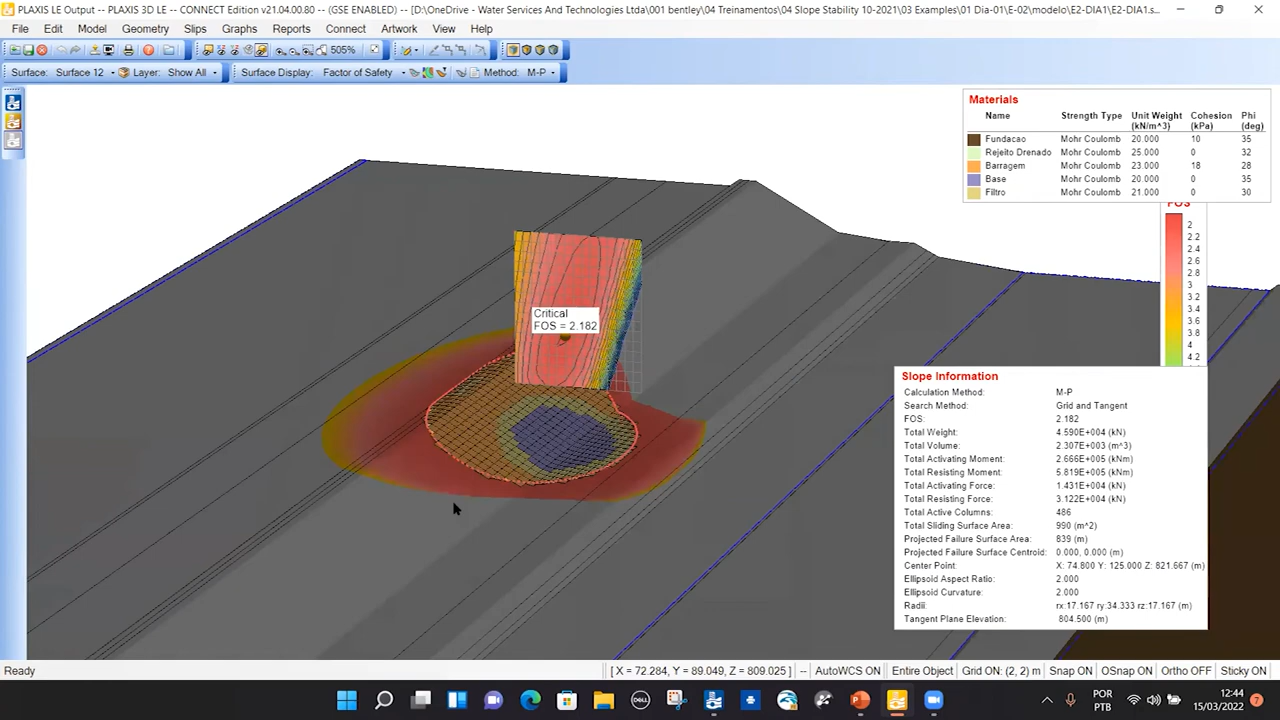 PLAXIS LE Output -- PLAXIS 3D LE -- CONNECT Edition v21.04.00.80 -- (GSE ENABLED) -- [D:\OneDrive - Water Services And Technologies Ltda\001 bentley\04 Treinamentos\04 Slope Stability 10-2021\03 Examples\01 Dia-01\E-02\modelo\E2-DIA1\E2-DIA1.s...
File Edit Model Geometry Slips Graphs Reports Connect Artwork View Help
505%
Surface: Surface 12 Layer: Show All Surface Display: Factor of Safety Method: M-P
Materials
Name Strength Type Unit Weight (kN/m^3) Cohesion (kPa) Phi (deg)
Fundacao Mohr Coulomb 20.000 10 35
Rejeito Drenado Mohr Coulomb 25.000 0 32
Barragem Mohr Coulomb 23.000 18 28
Base Mohr Coulomb 20.000 0 35
Filtro Mohr Coulomb 21.000 0 30
FOS
2
2.2
2.4
2.6
2.8
3
3.2
3.4
3.6
3.8
4
4.2
Critical
FOS = 2.182
Slope Information
Calculation Method: M-P
Search Method: Grid and Tangent
FOS: 2.182
Total Weight: 4.590E+004 (kN)
Total Volume: 2.307E+003 (m^3)
Total Activating Moment: 2.666E+005 (kNm)
Total Resisting Moment: 5.819E+005 (kNm)
Total Activating Force: 1.431E+004 (kN)
Total Resisting Force: 3.122E+004 (kN)
Total Active Columns: 486
Total Sliding Surface Area: 990 (m^2)
Projected Failure Surface Area: 839 (m)
Projected Failure Surface Centroid: 0.000, 0.000 (m)
Center Point: X: 74.800 Y: 125.000 Z: 821.667 (m)
Ellipsoid Aspect Ratio: 2.000
Ellipsoid Curvature: 2.000
Radii: rx:17.167 ry:34.333 rz:17.167 (m)
Tangent Plane Elevation: 804.500 (m)
Ready [ X = 72.284, Y = 89.049, Z = 809.025 ] -- AutoWCS ON Entire Object Grid ON: (2, 2) m Snap ON OSnap ON Ortho OFF Sticky ON
DELL
POR
PTB
12:44
15/03/2022
7